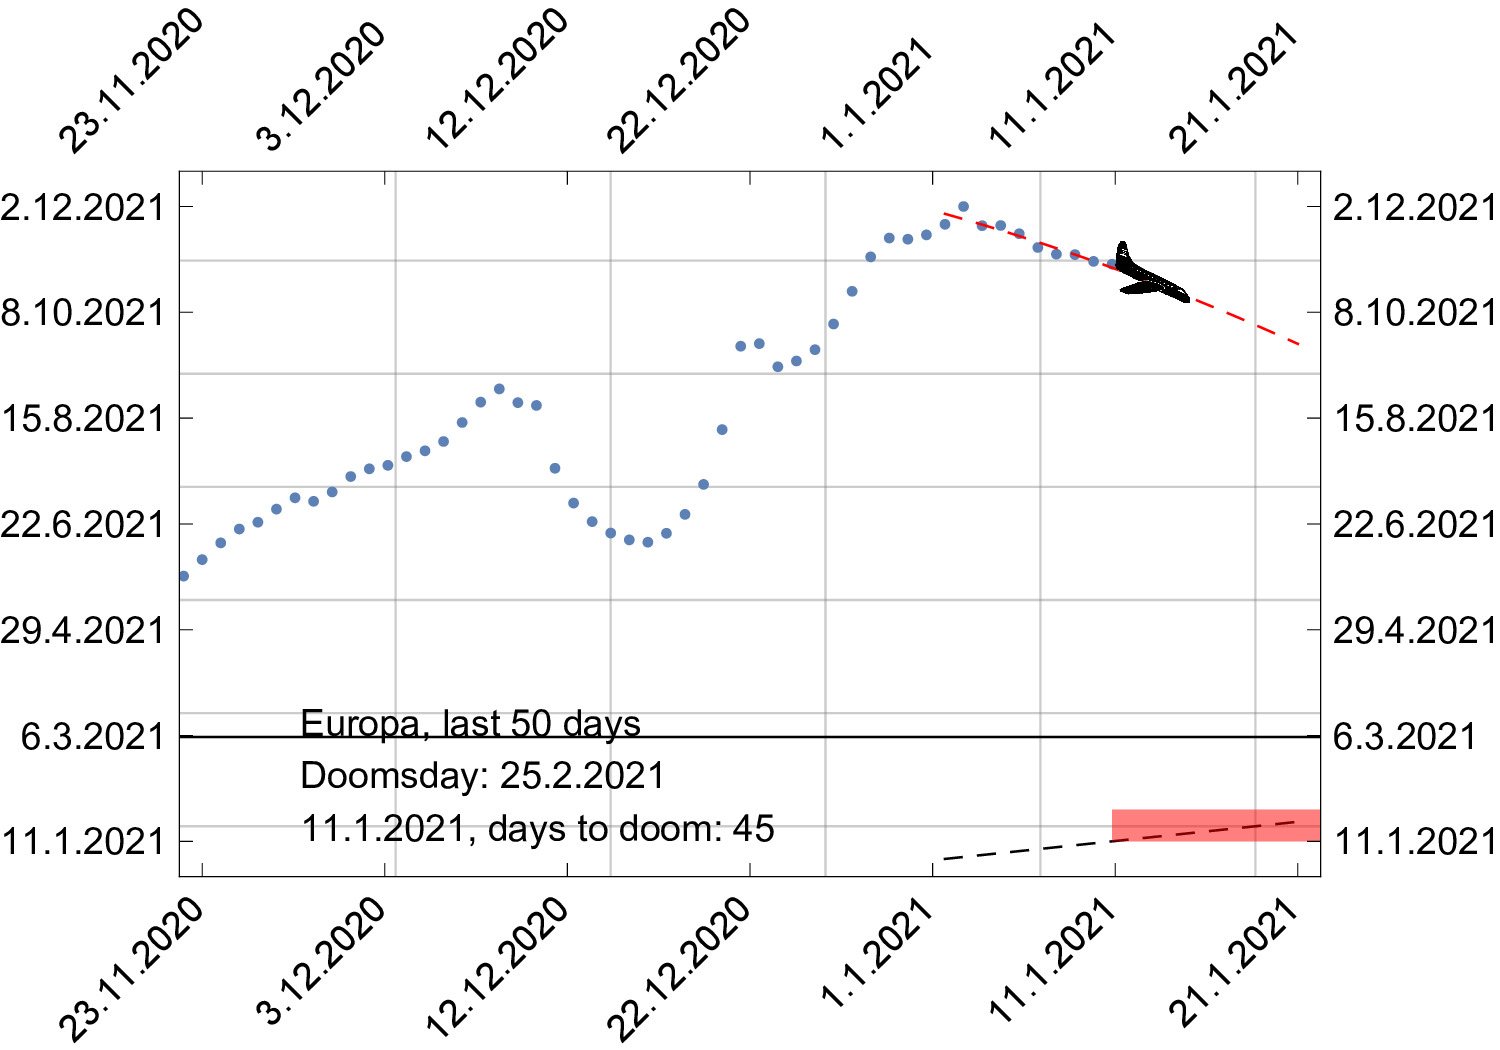 23.11.2020 3.12.2020 12.12.2020 22.12.2020 1.1.2021 11.1.2021 21.1.2021
2.12.2021 2.12.2021
8.10.2021 8.10.2021
15.8.2021 15.8.2021
22.6.2021 22.6.2021
29.4.2021 29.4.2021
Europa, last 50 days
6.3.2021 6.3.2021
Doomsday: 25.2.2021
11.1.2021, days to doom: 45
11.1.2021 11.1.2021
23.11.2020 3.12.2020 12.12.2020 22.12.2020 1.1.2021 11.1.2021 21.1.2021